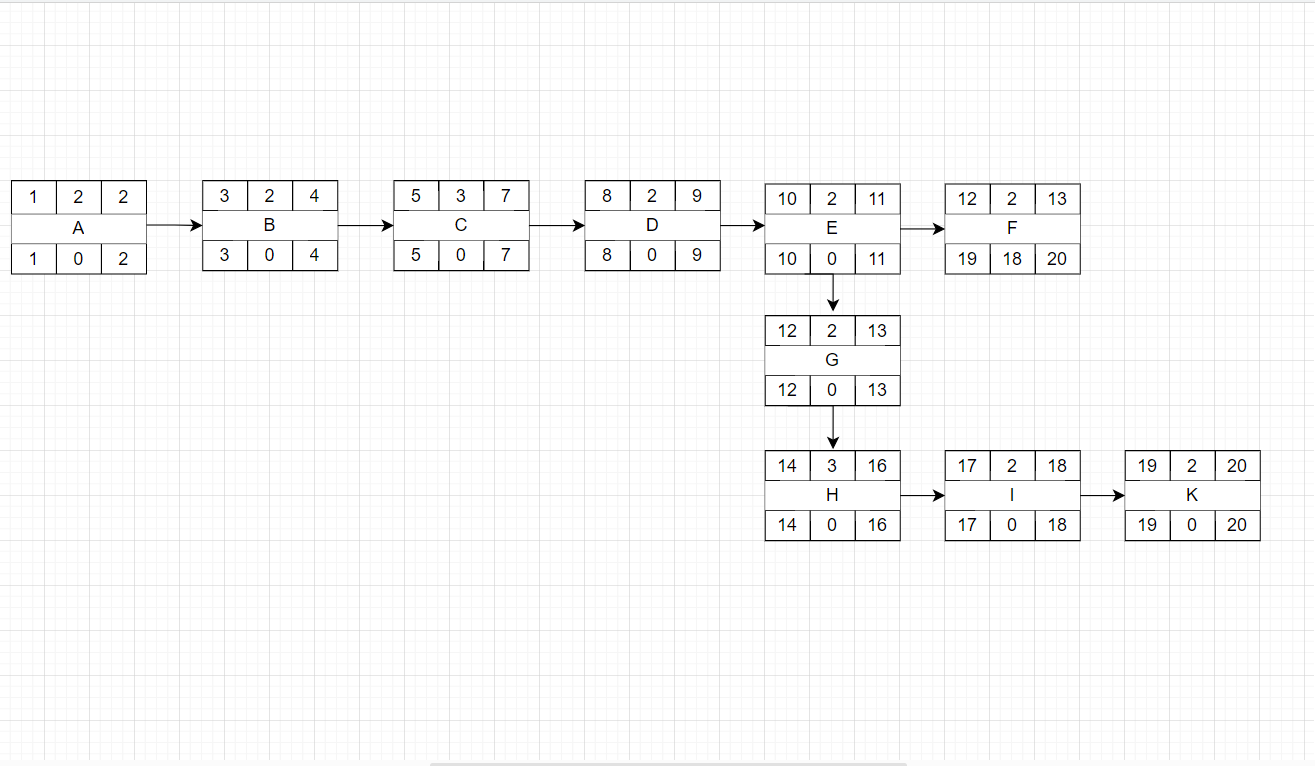 1 2 2
A
1 0 2
3 2 4
B
3 0 4
5 3 7
C
5 0 7
8 2 9
D
8 0 9
10 2 11
E
10 0 11
12 2 13
F
19 18 20
12 2 13
G
12 0 13
14 3 16
H
14 0 16
17 2 18
I
17 0 18
19 2 20
K
19 0 20